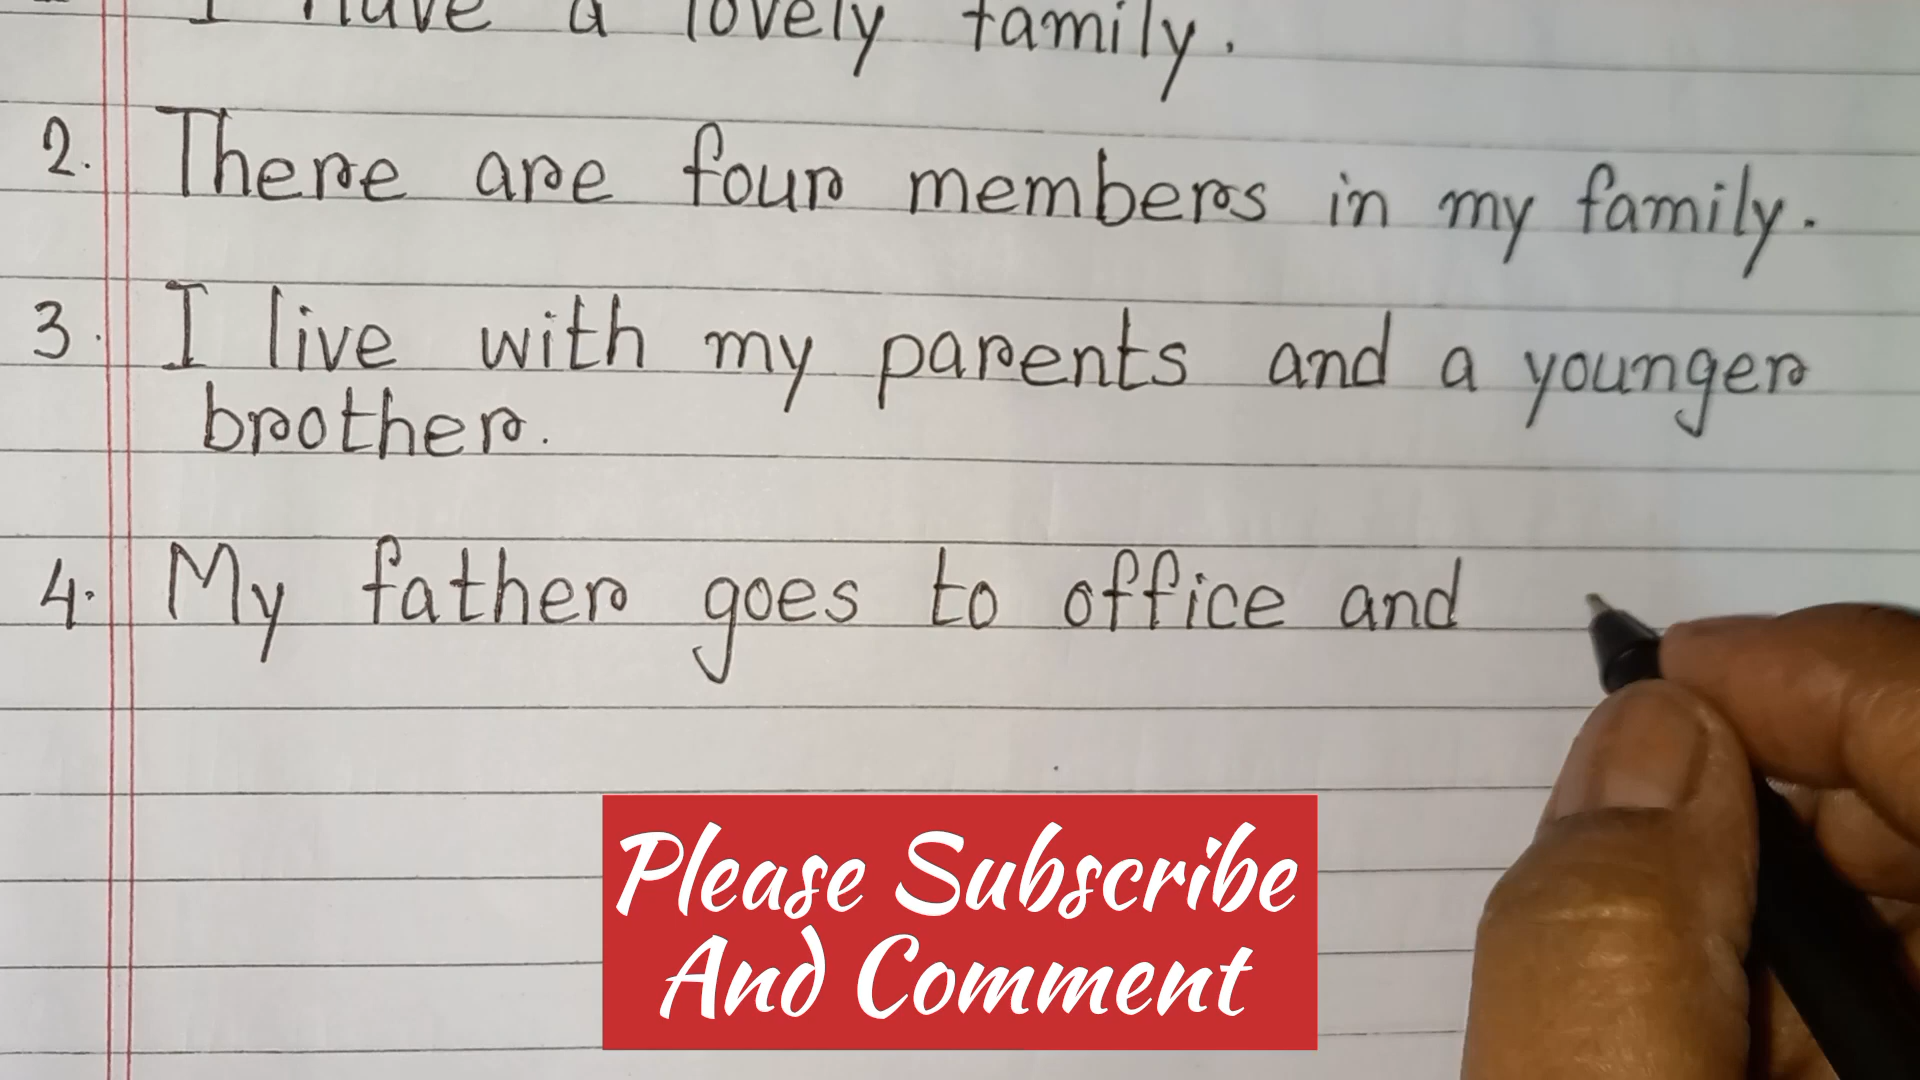 I have a lovely family.
2. There are four members in my family.
3. I live with my parents and a younger
brother.
4. My father goes to office and
Please Subscribe
And Comment